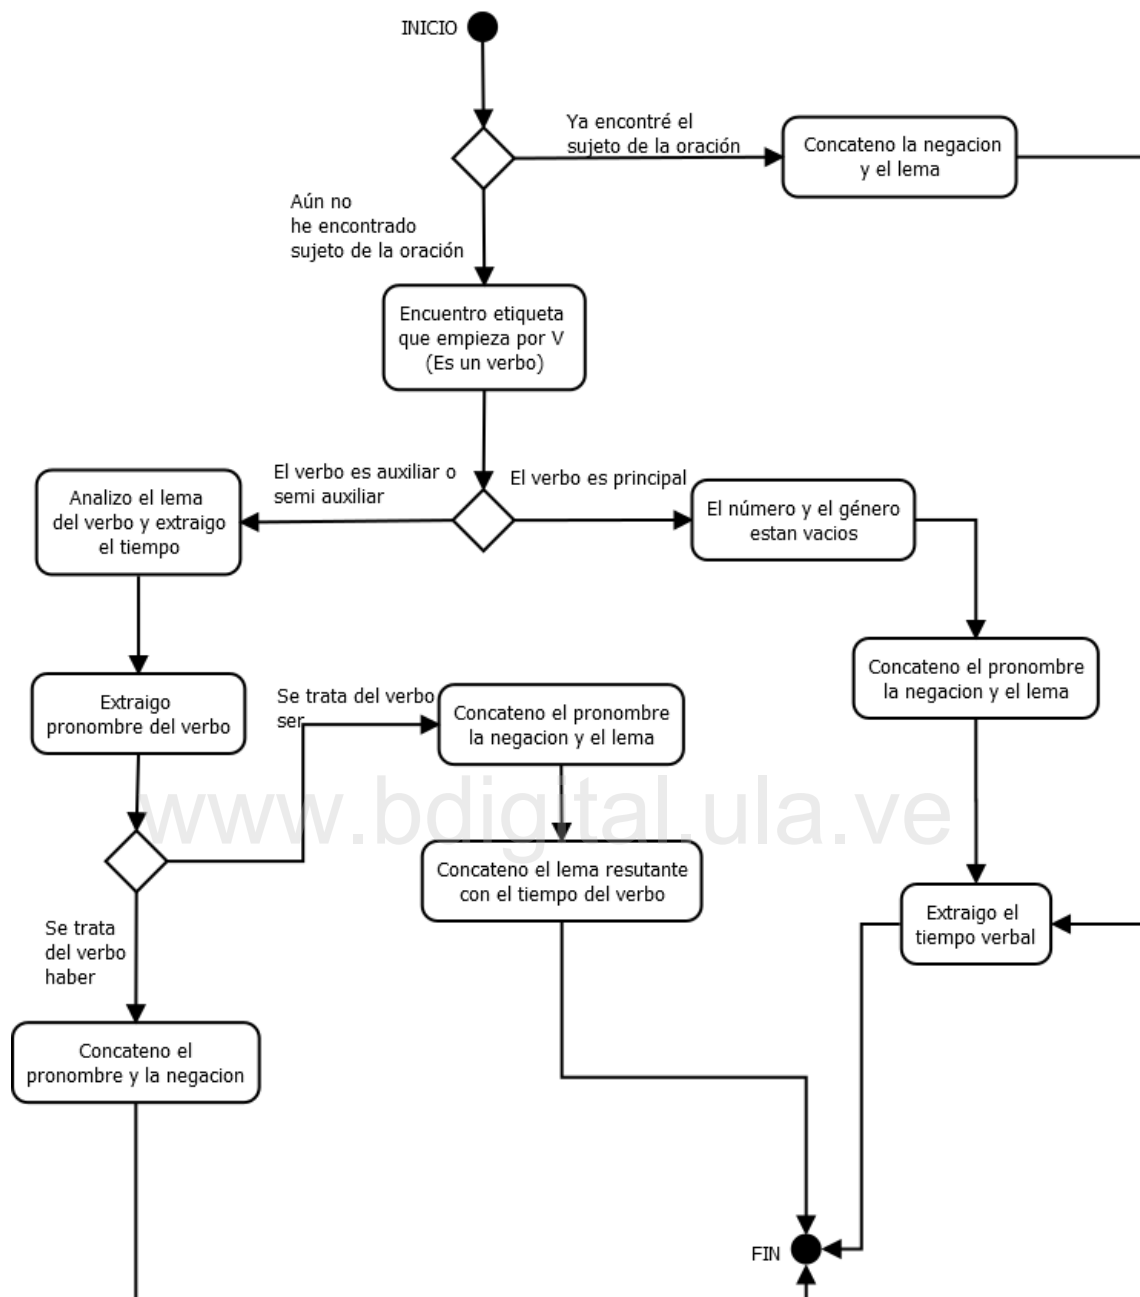 INICIO
Ya encontré el
sujeto de la oración
Concateno la negacion
y el lema
Aún no
he encontrado
sujeto de la oración
Encuentro etiqueta
que empieza por V
(Es un verbo)
El verbo es auxiliar o
semi auxiliar
El verbo es principal
Analizo el lema
del verbo y extraigo
el tiempo
El número y el género
estan vacios
Concateno el pronombre
la negacion y el lema
Extraigo
pronombre del verbo
Se trata del verbo
ser
Concateno el pronombre
la negacion y el lema
www.bdigital.ula.ve
Concateno el lema resutante
con el tiempo del verbo
Extraigo el
tiempo verbal
Se trata
del verbo
haber
Concateno el
pronombre y la negacion
FIN